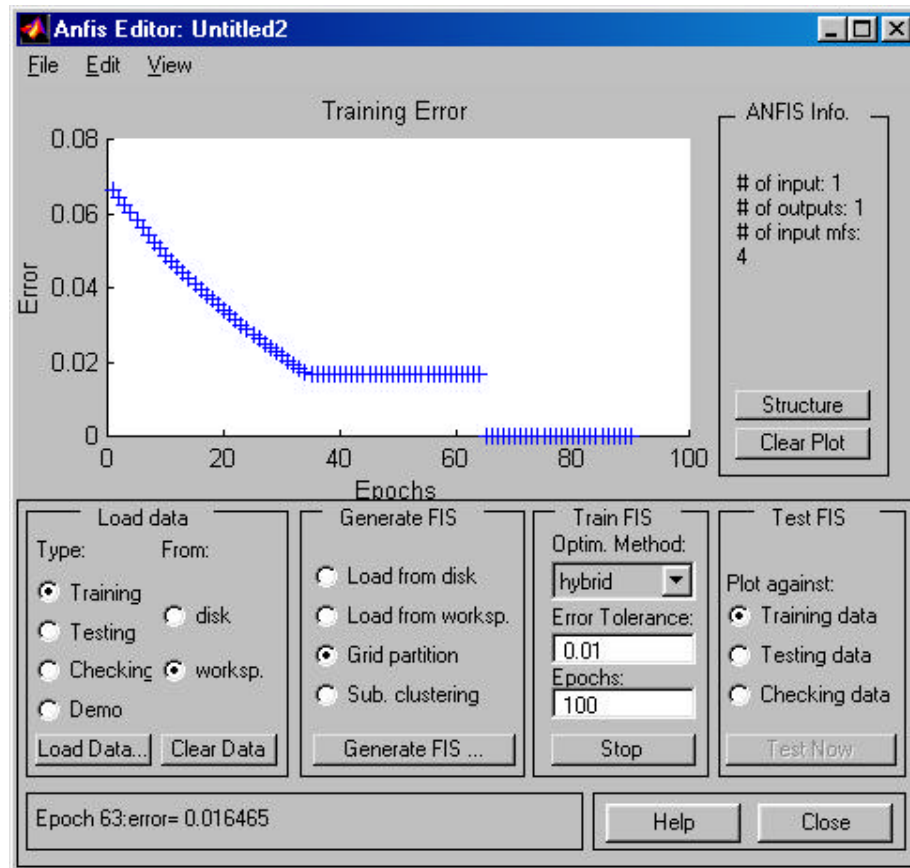 Anfis Editor: Untitled2
File Edit View
Training Error
0.08
0.06
0.04
0.02
0
Error
0 20 40 60 80 100
Epochs
ANFIS Info.
# of input: 1
# of outputs: 1
# of input mfs:
4
Structure
Clear Plot
Load data
Type: From:
Training
disk
Testing
Checking worksp.
Demo
Load Data... Clear Data
Generate FIS
Load from disk
Load from worksp.
Grid partition
Sub. clustering
Generate FIS ...
Train FIS
Optim. Method:
hybrid
Error Tolerance:
0.01
Epochs:
100
Stop
Test FIS
Plot against:
Training data
Testing data
Checking data
Test Now
Epoch 63:error= 0.016465
Help Close